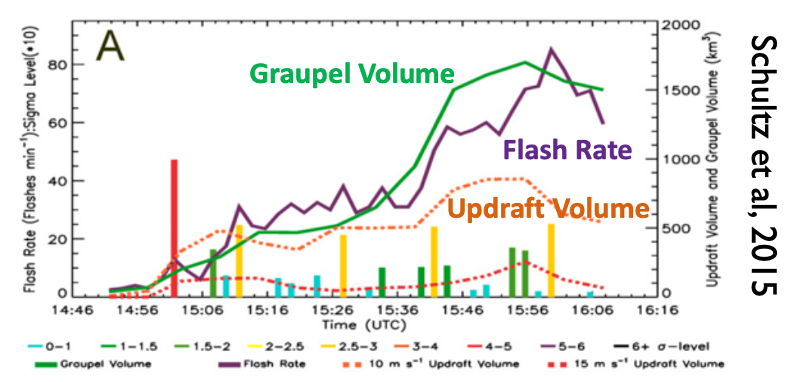 A
Graupel Volume
Flash Rate
Updraft Volume
Schultz et al, 2015
Flash Rate (Flashes min⁻¹):Sigma Level(*10)
80
60
40
20
0
2000
1500
1000
500
0
Updraft Volume and Graupel Volume (km³)
14:46 14:56 15:06 15:16 15:26 15:36 15:46 15:56 16:06 16:16
Time (UTC)
0-1 1-1.5 1.5-2 2-2.5 2.5-3 3-4 4-5 5-6 6+ σ-level
Graupel Volume Flash Rate 10 m s⁻¹ Updraft Volume 15 m s⁻¹ Updraft Volume